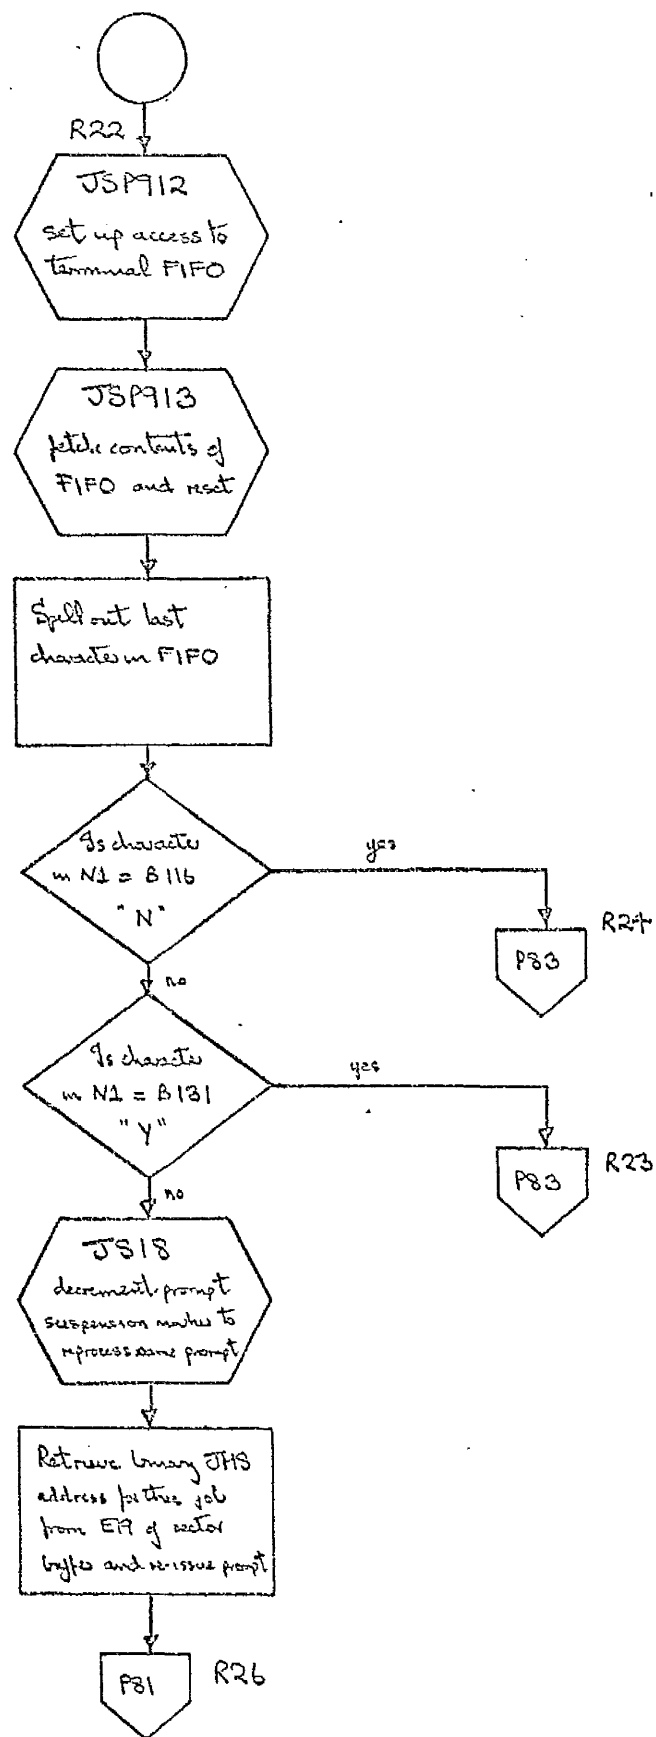 R22
JSP912
set up access to
terminal FIFO
JSP913
fetch contents of
FIFO and reset
Spell out last
character in FIFO
Is character
in N1 = B116
"N"
yes
R24
P83
no
Is character
in N1 = B131
"Y"
yes
R23
P83
no
JS18
decrement prompt
suspension marker to
reprocess same prompt
Retrieve binary JHS
address for this job
from E19 of sector
buffer and re-issue prompt
P81
R26